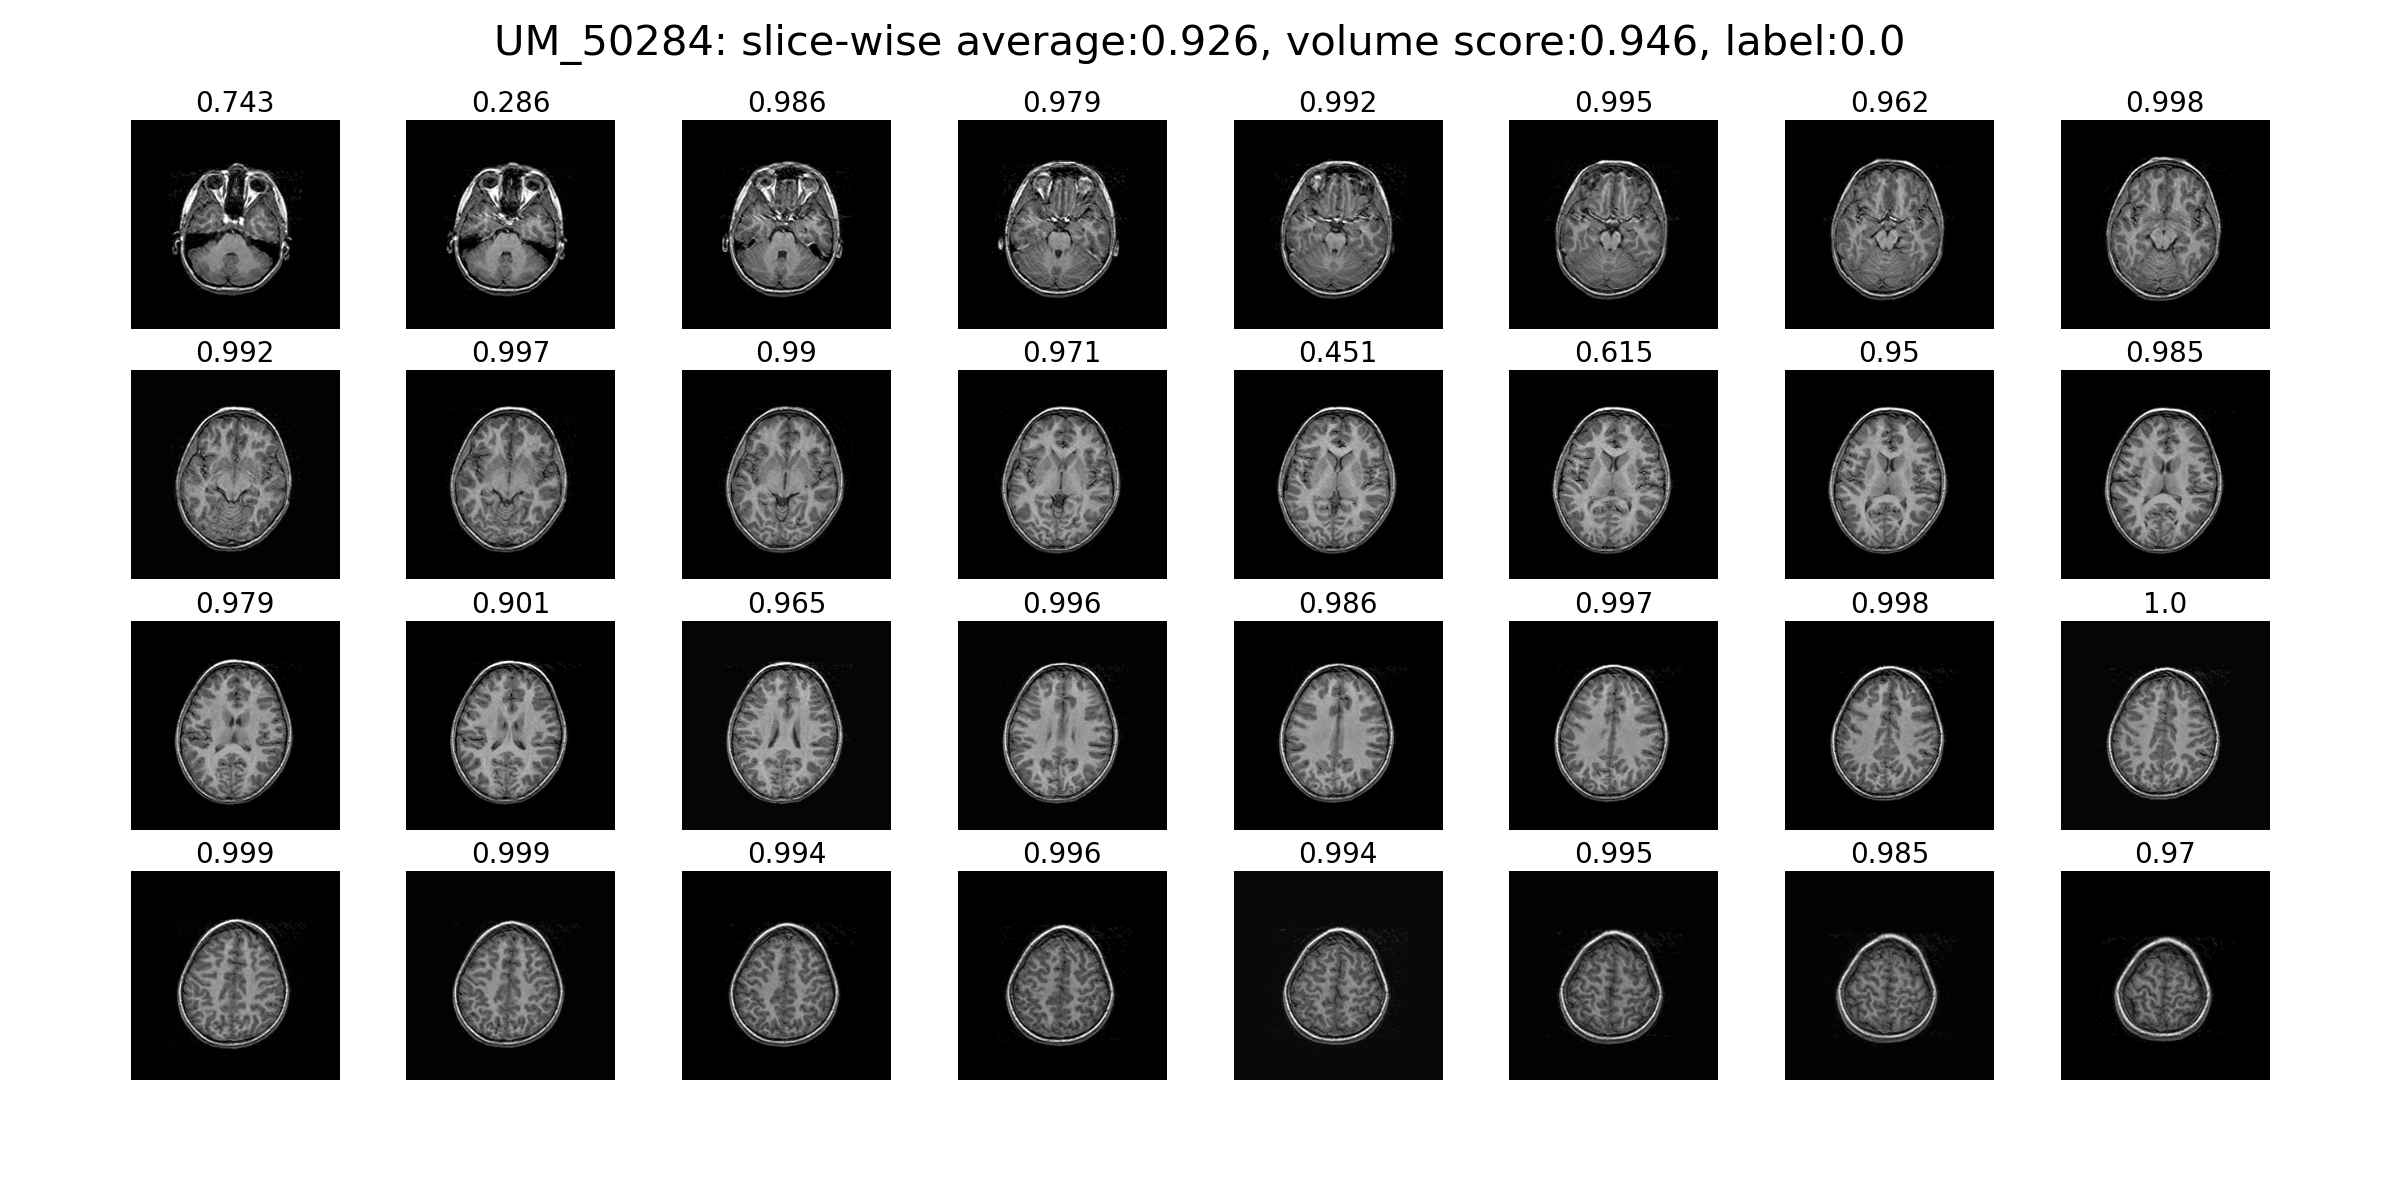 UM_50284: slice-wise average:0.926, volume score:0.946, label:0.0
0.743 0.286 0.986 0.979 0.992 0.995 0.962 0.998
0.992 0.997 0.99 0.971 0.451 0.615 0.95 0.985
0.979 0.901 0.965 0.996 0.986 0.997 0.998 1.0
0.999 0.999 0.994 0.996 0.994 0.995 0.985 0.97